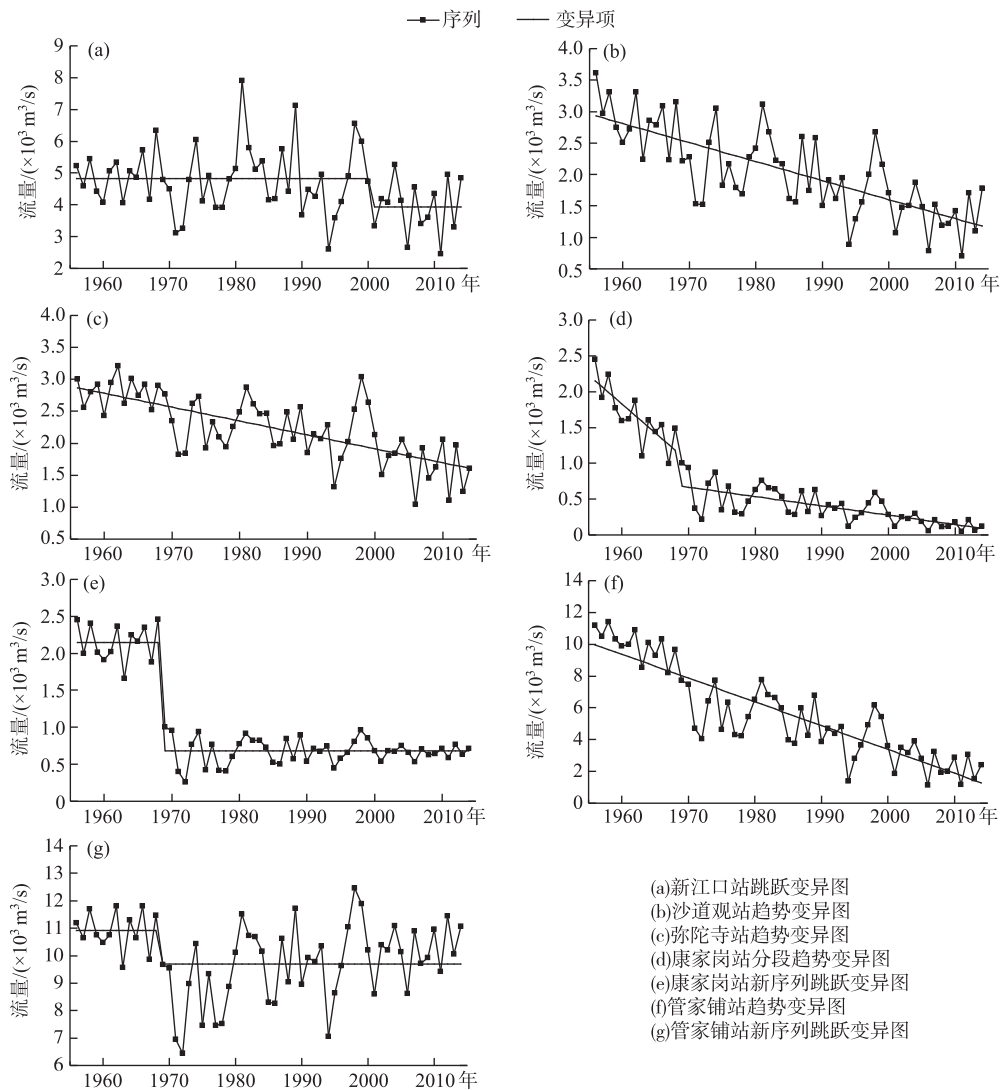 序列 变异项
(a)
9
8
7
6
5
4
3
2
流量/(×10³ m³/s)
1960 1970 1980 1990 2000 2010 年
(b)
4.0
3.5
3.0
2.5
2.0
1.5
1.0
0.5
流量/(×10³ m³/s)
1960 1970 1980 1990 2000 2010 年
(c)
4.0
3.5
3.0
2.5
2.0
1.5
1.0
0.5
流量/(×10³ m³/s)
1960 1970 1980 1990 2000 2010 年
(d)
3.0
2.5
2.0
1.5
1.0
0.5
0
流量/(×10³ m³/s)
1960 1970 1980 1990 2000 2010年
(e)
3.0
2.5
2.0
1.5
1.0
0.5
0
流量/(×10³ m³/s)
1960 1970 1980 1990 2000 2010 年
(f)
14
12
10
8
6
4
2
0
流量/(×10³ m³/s)
1960 1970 1980 1990 2000 2010 年
(g)
14
13
12
11
10
9
8
7
6
流量/(×10³ m³/s)
1960 1970 1980 1990 2000 2010 年
(a)新江口站跳跃变异图
(b)沙道观站趋势变异图
(c)弥陀寺站趋势变异图
(d)康家岗站分段趋势变异图
(e)康家岗站新序列跳跃变异图
(f)管家铺站趋势变异图
(g)管家铺站新序列跳跃变异图